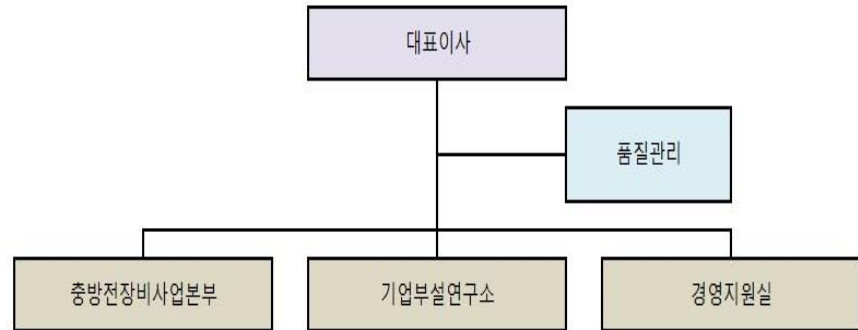 대표이사
품질관리
충방전장비사업본부
기업부설연구소
경영지원실